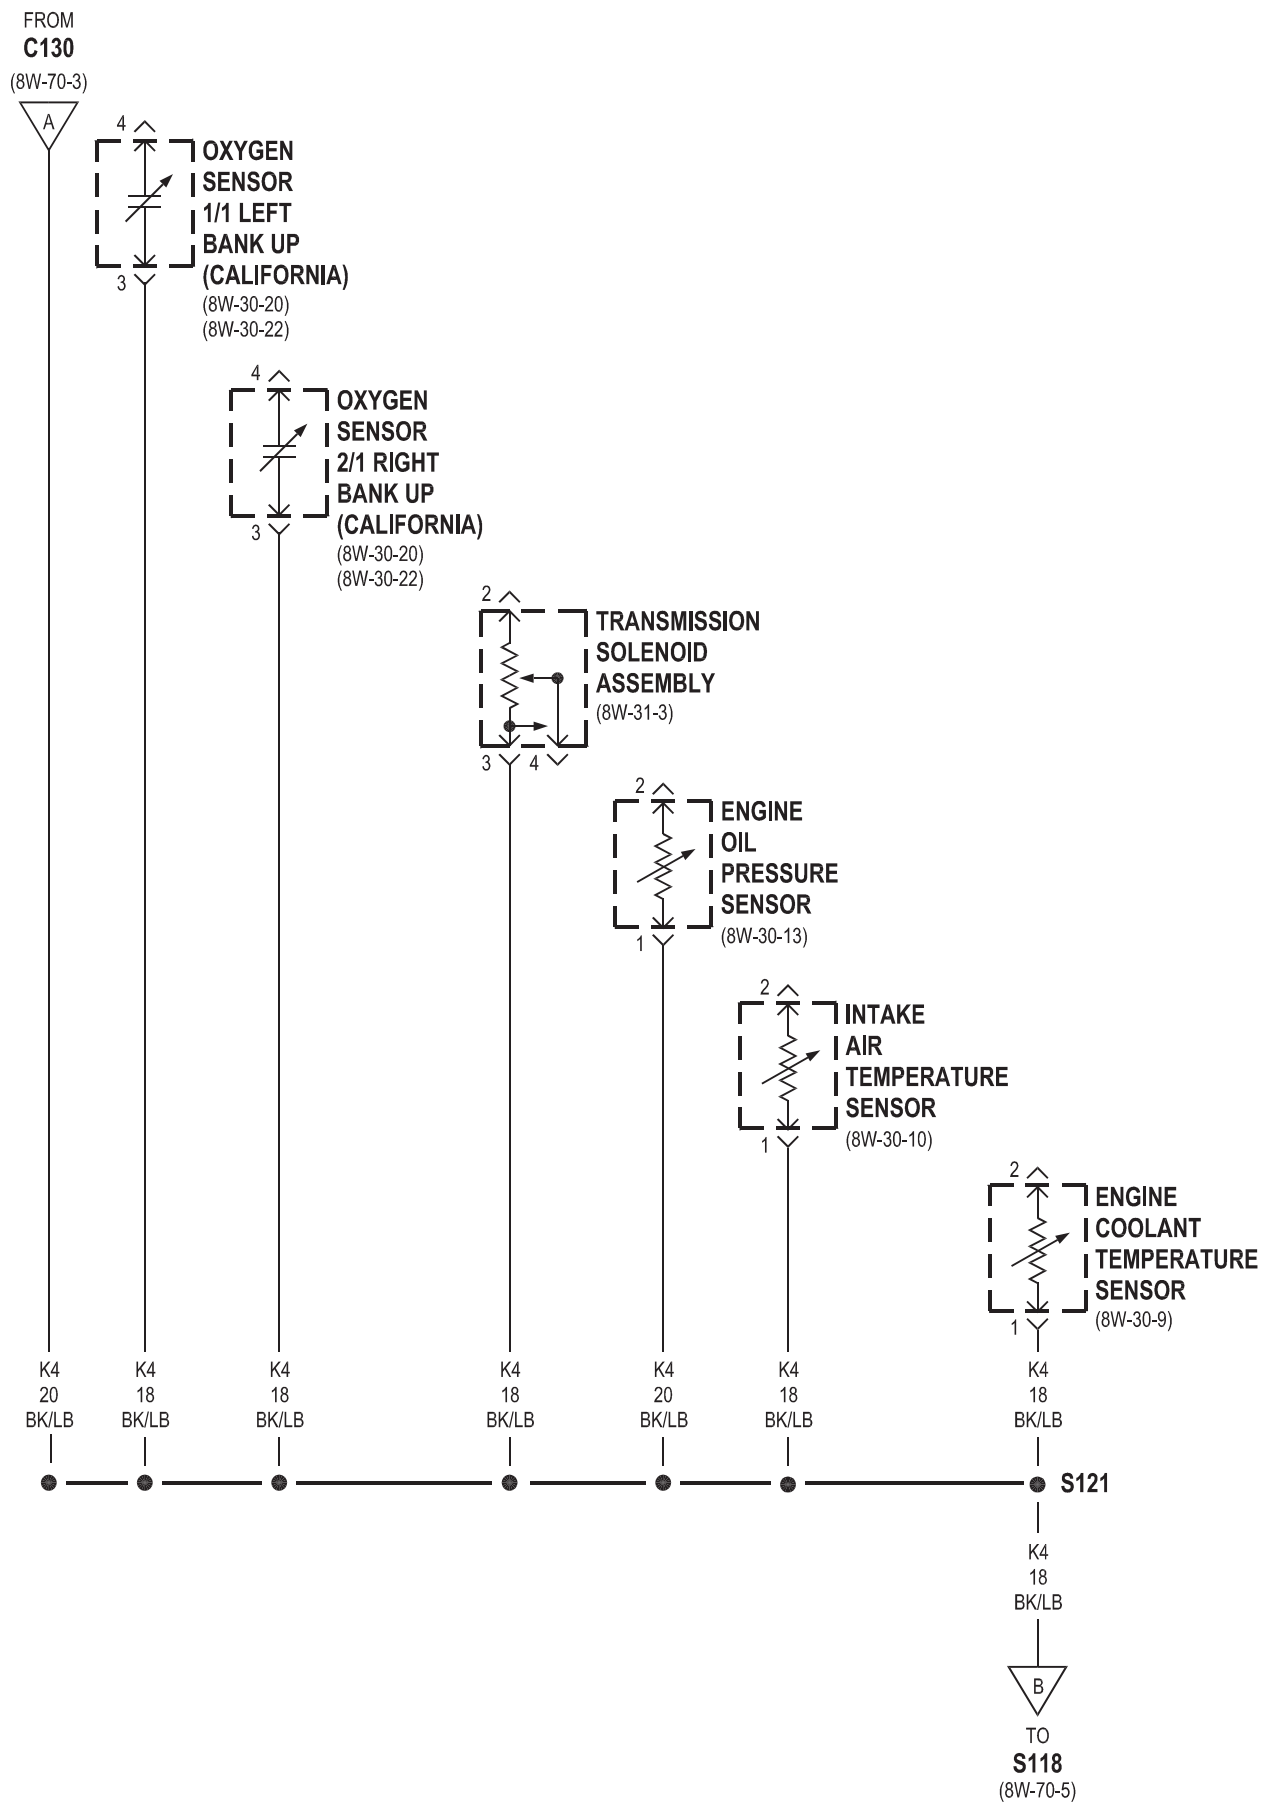 FROM
C130
(8W-70-3)
A
4
OXYGEN
SENSOR
1/1 LEFT
BANK UP
(CALIFORNIA)
(8W-30-20)
(8W-30-22)
3
4
OXYGEN
SENSOR
2/1 RIGHT
BANK UP
(CALIFORNIA)
(8W-30-20)
(8W-30-22)
3
2
TRANSMISSION
SOLENOID
ASSEMBLY
(8W-31-3)
3 4
2
ENGINE
OIL
PRESSURE
SENSOR
(8W-30-13)
1
2
INTAKE
AIR
TEMPERATURE
SENSOR
(8W-30-10)
1
2
ENGINE
COOLANT
TEMPERATURE
SENSOR
(8W-30-9)
1
K4 K4 K4 K4 K4 K4 K4
20 18 18 18 20 18 18
BK/LB BK/LB BK/LB BK/LB BK/LB BK/LB BK/LB
S121
K4
18
BK/LB
B
TO
S118
(8W-70-5)